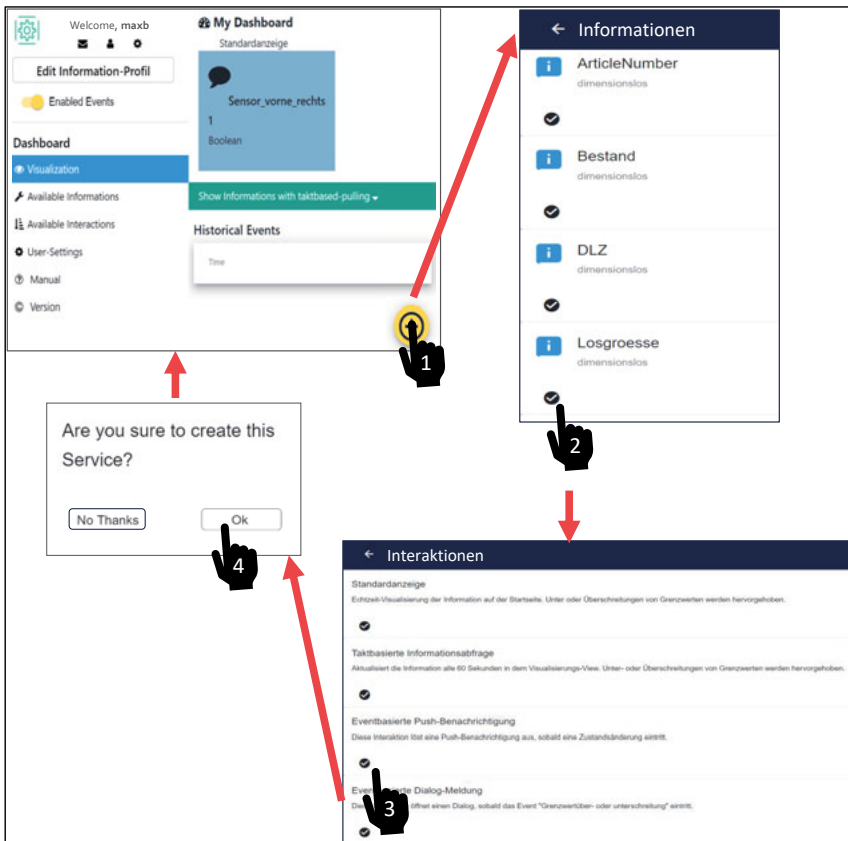 Welcome, maxb
Edit Information-Profil
Enabled Events
Dashboard
Visualization
Available Informations
Available Interactions
User-Settings
Manual
Version
My Dashboard
Standardanzeige
Sensor_vorne_rechts
1
Boolean
Show Informations with taktbased-pulling
Historical Events
Time
1
Informationen
ArticleNumber
dimensionslos
Bestand
dimensionslos
DLZ
dimensionslos
Losgroesse
dimensionslos
2
Interaktionen
Standardanzeige
Echtzeit-Visualisierung der Information auf der Startseite. Unter oder Überschreitungen von Grenzwerten werden hervorgehoben.
Taktbasierte Informationsabfrage
Aktualisiert die Information alle 60 Sekunden in dem Visualisierungs-View. Unter- oder Überschreitungen von Grenzwerten werden hervorgehoben.
Eventbasierte Push-Benachrichtigung
Diese Interaktion löst eine Push-Benachrichtigung aus, sobald eine Zustandsänderung eintritt.
3
Dialog-Meldung
öffnet einen Dialog, sobald das Event "Grenzwertüber- oder unterschreitung" eintritt.
Are you sure to create this
Service?
No Thanks
Ok
4